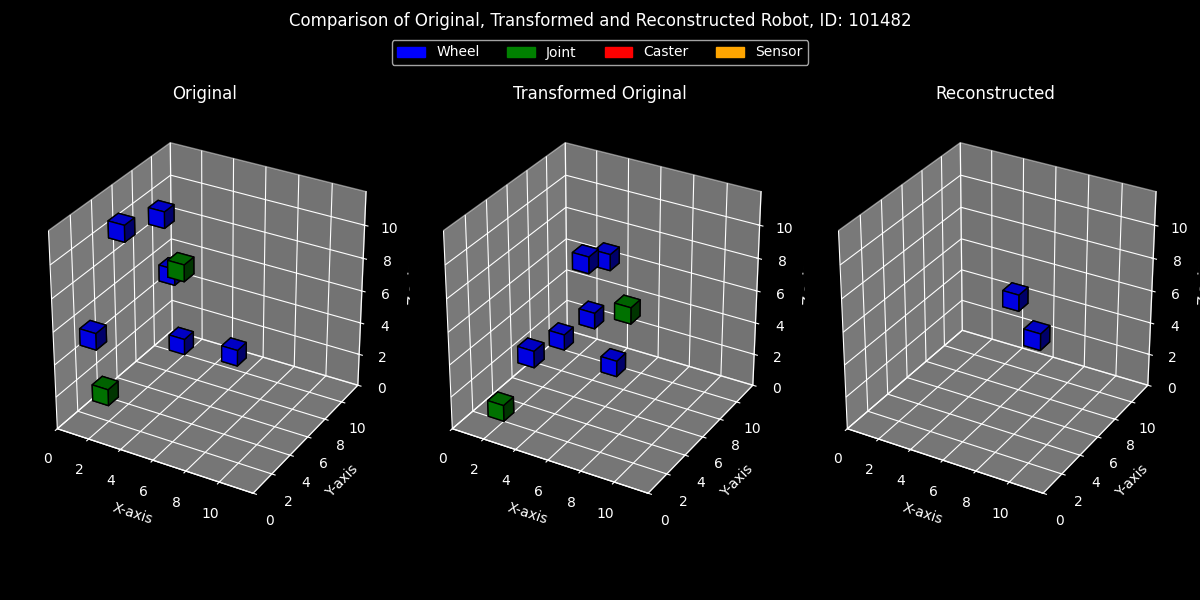 Comparison of Original, Transformed and Reconstructed Robot, ID: 101482
Wheel Joint Caster Sensor
Original Transformed Original Reconstructed
10 10 10
8 8 8
6 6 6
4 4 4
2 2 2
0 0 0
10 10 10
8 8 8
6 6 6
4 4 4
2 2 2
0 0 0
0 2 4 6 8 10 0 2 4 6 8 10 0 2 4 6 8 10
X-axis Y-axis X-axis Y-axis X-axis Y-axis